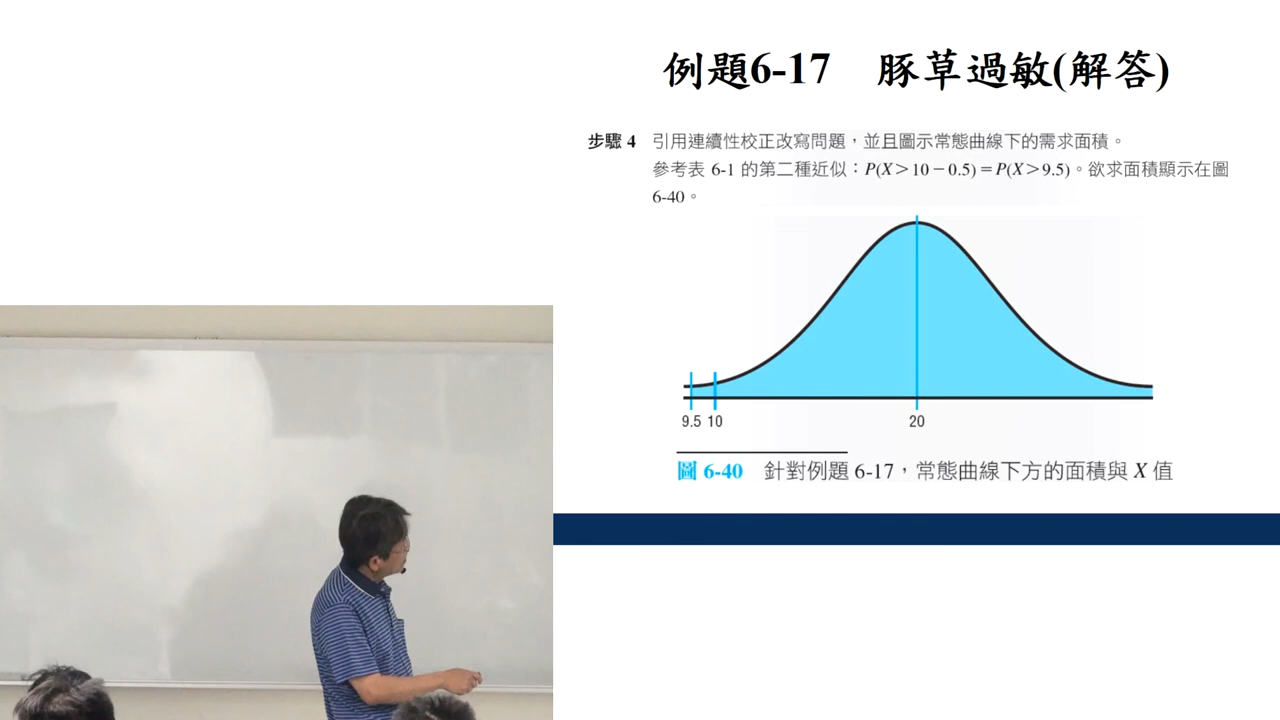 例題6-17 豚草過敏(解答)
步驟 4 引用連續性校正改寫問題，並且圖示常態曲線下的需求面積。
參考表 6-1 的第二種近似：P(X＞10－0.5)＝P(X＞9.5)。欲求面積顯示在圖
6-40。
9.5 10 20
圖 6-40 針對例題 6-17，常態曲線下方的面積與 X 值